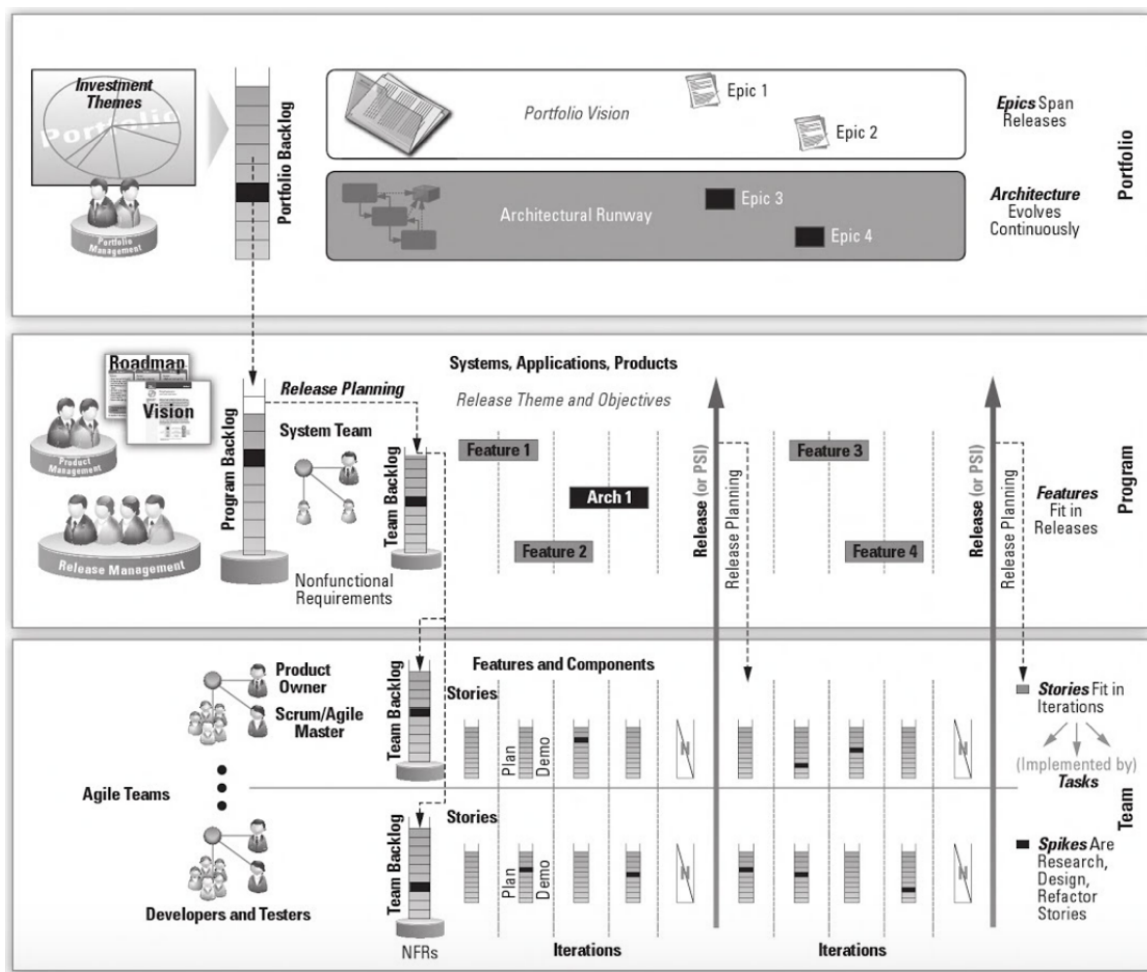 Investment
Themes
Portfolio
Portfolio
Management
Portfolio Backlog
Portfolio Vision
Epic 1
Epic 2
Architectural Runway
Epic 3
Epic 4
Epics Span
Releases
Architecture
Evolves
Continuously
Portfolio
Roadmap
Vision
Product
Management
Release Management
Program Backlog
Release Planning
System Team
Team Backlog
Nonfunctional
Requirements
Systems, Applications, Products
Release Theme and Objectives
Feature 1
Arch 1
Feature 2
Release (or PSI)
Release Planning
Feature 3
Feature 4
Release (or PSI)
Release Planning
Features
Fit in
Releases
Program
Product
Owner
Scrum/Agile
Master
Agile Teams
Developers and Testers
Team Backlog
Features and Components
Stories
Plan
Demo
N
N
Stories Fit in
Iterations
(Implemented by)
Tasks
Team
Team Backlog
NFRs
Stories
Plan
Demo
N
N
Spikes Are
Research,
Design,
Refactor
Stories
Iterations
Iterations